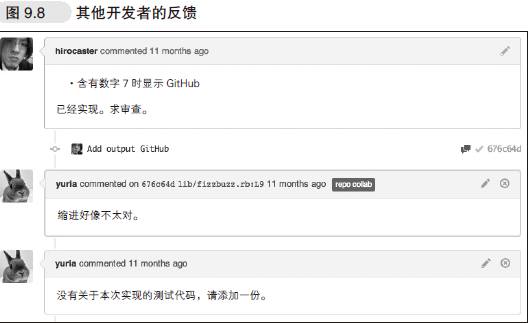 图 9.8 其他开发者的反馈
hirocaster commented 11 months ago
· 含有数字 7 时显示 GitHub
已经实现。求审查。
Add output GitHub 676c64d
yuria commented on 676c64d lib/fizzbuzz.rb:L9 11 months ago repo collab
缩进好像不太对。
yuria commented 11 months ago
没有关于本次实现的测试代码，请添加一份。